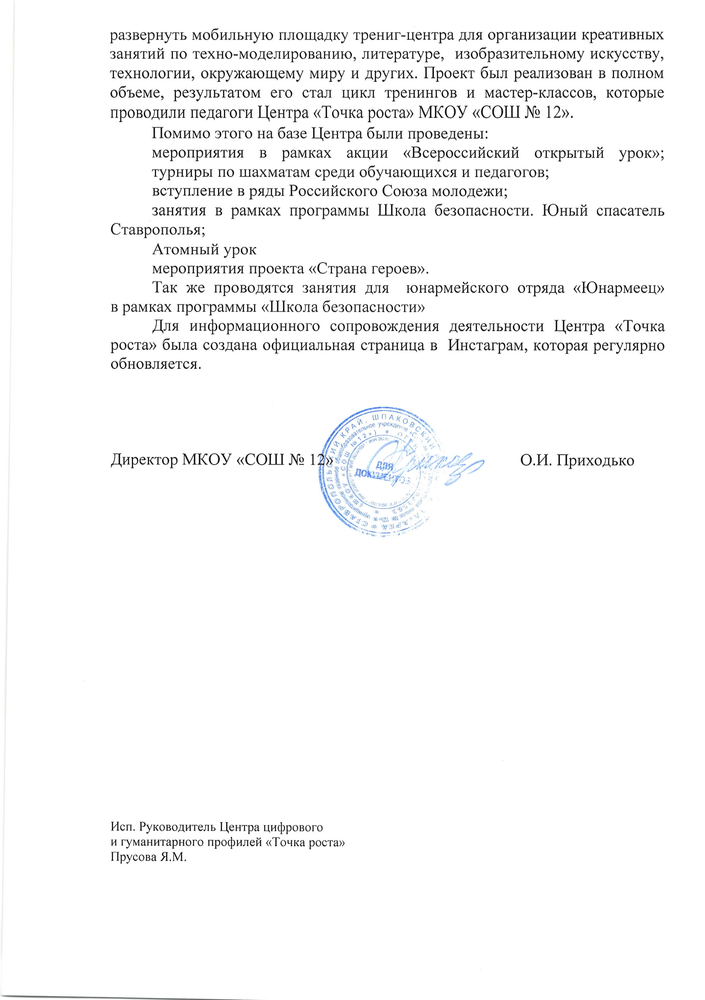 развернуть мобильную площадку трениг-центра для организации креативных
занятий по техно-моделированию, литературе, изобразительному искусству,
технологии, окружающему миру и других. Проект был реализован в полном
объеме, результатом его стал цикл тренингов и мастер-классов, которые
проводили педагоги Центра «Точка роста» МКОУ «СОШ № 12».
Помимо этого на базе Центра были проведены:
мероприятия в рамках акции «Всероссийский открытый урок»;
турниры по шахматам среди обучающихся и педагогов;
вступление в ряды Российского Союза молодежи;
занятия в рамках программы Школа безопасности. Юный спасатель
Ставрополья;
Атомный урок
мероприятия проекта «Страна героев».
Так же проводятся занятия для юнармейского отряда «Юнармеец»
в рамках программы «Школа безопасности»
Для информационного сопровождения деятельности Центра «Точка
роста» была создана официальная страница в Инстаграм, которая регулярно
обновляется.
Директор МКОУ «СОШ № 12»
О.И. Приходько
СТАВРОПОЛЬСКИЙ КРАЙ, ШПАКОВСКИЙ
муниципальное казенное общеобразовательное учреждение
(МКОУ «СОШ №12»)
ДЛЯ
ДОКУМЕНТОВ
Исп. Руководитель Центра цифрового
и гуманитарного профилей «Точка роста»
Прусова Я.М.